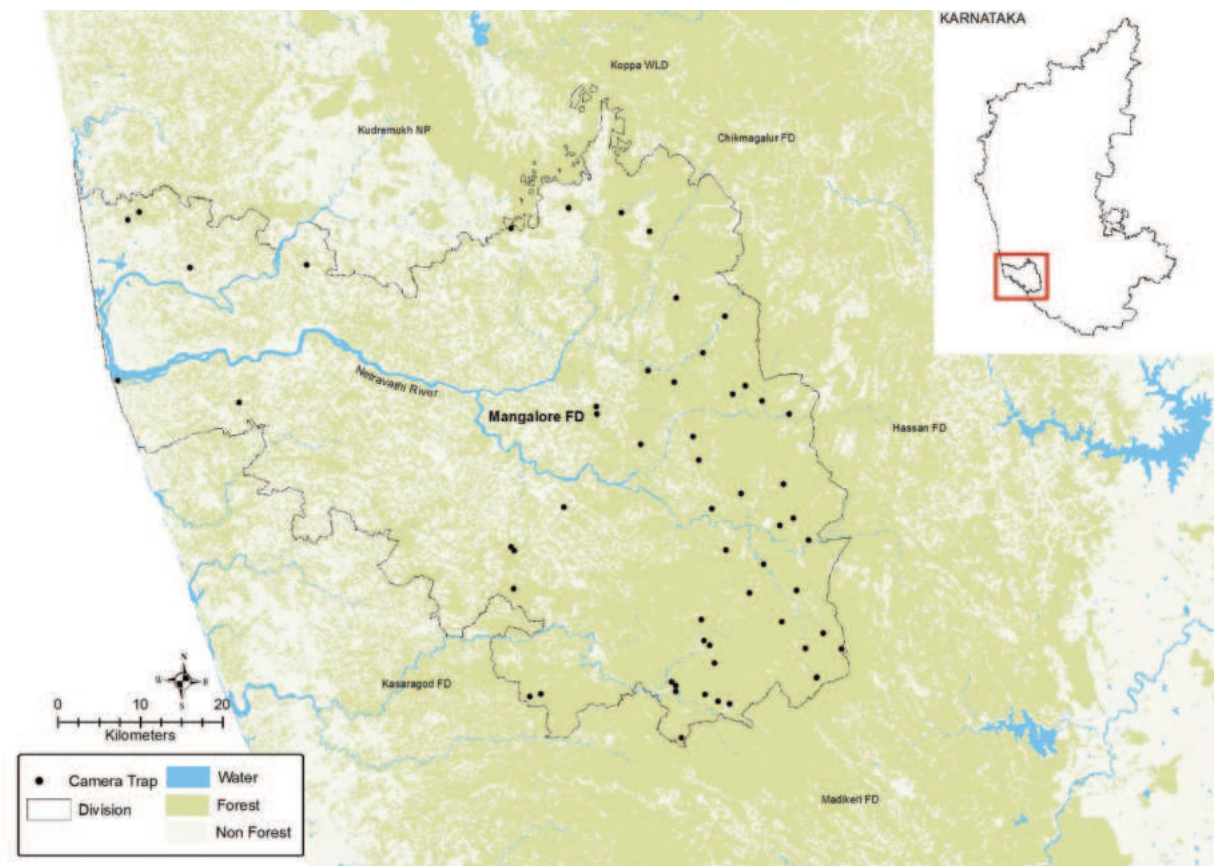 KARNATAKA
Koppa WLD
Kudremukh NP
Chikmagalur FD
Netravathi River
Mangalore FD
Hassan FD
Kasaragod FD
Madikeri FD
N
W E
S
0 10 20
Kilometers
Camera Trap
Division
Water
Forest
Non Forest